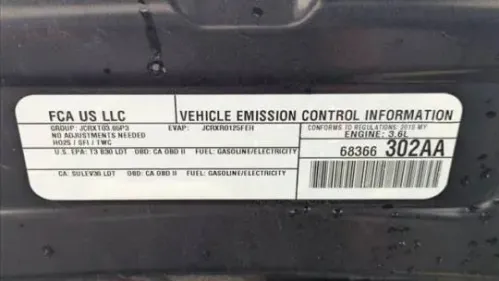 FCA US LLC
VEHICLE EMISSION CONTROL INFORMATION
GROUP: JCRXT03.65P3
EVAP: JCRXR0125FEH
CONFORMS TO REGULATIONS: 2018 MY
NO ADJUSTMENTS NEEDED
ENGINE: 3.6L
HO2S / SFI / TWC
U.S. EPA: T3 B30 LDT OBD: CA OBD II FUEL: GASOLINE/ELECTRICITY
68366 302AA
CA: SULEV30 LDT OBD: CA OBD II FUEL: GASOLINE/ELECTRICITY